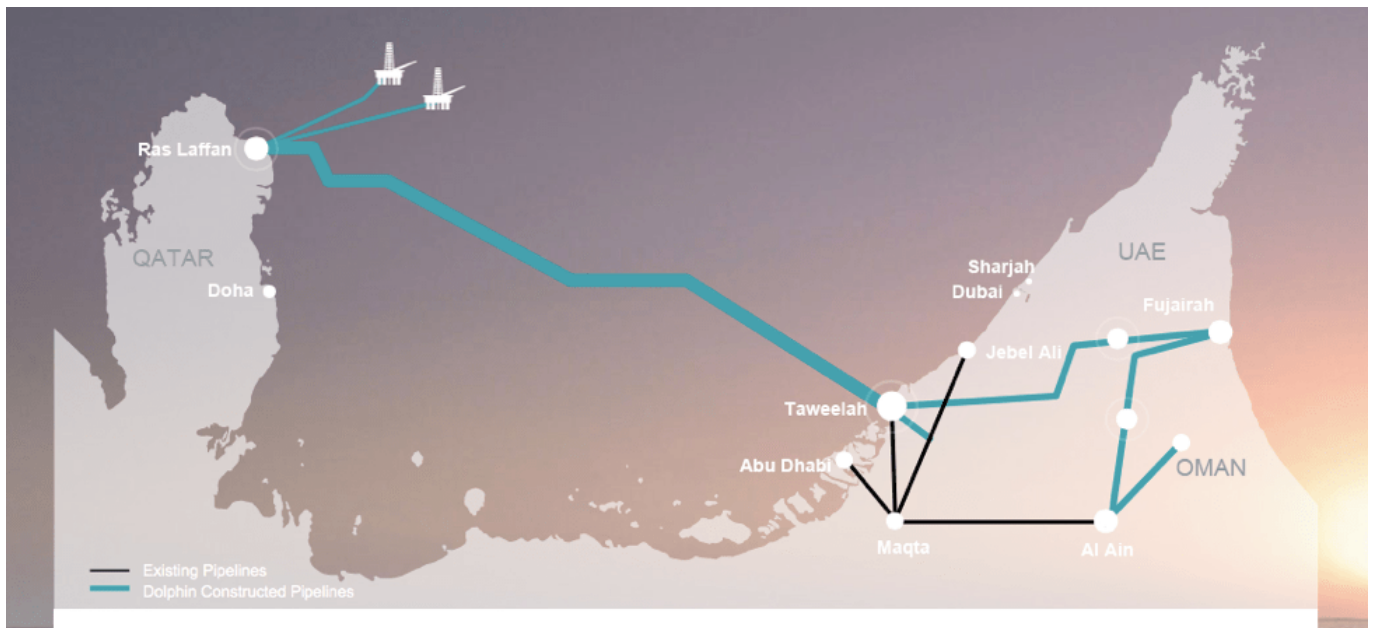 Ras Laffan
QATAR
Doha
UAE
Sharjah
Dubai
Fujairah
Jebel Ali
Taweelah
Abu Dhabi
OMAN
Maqta
Al Ain
Existing Pipelines
Dolphin Constructed Pipelines